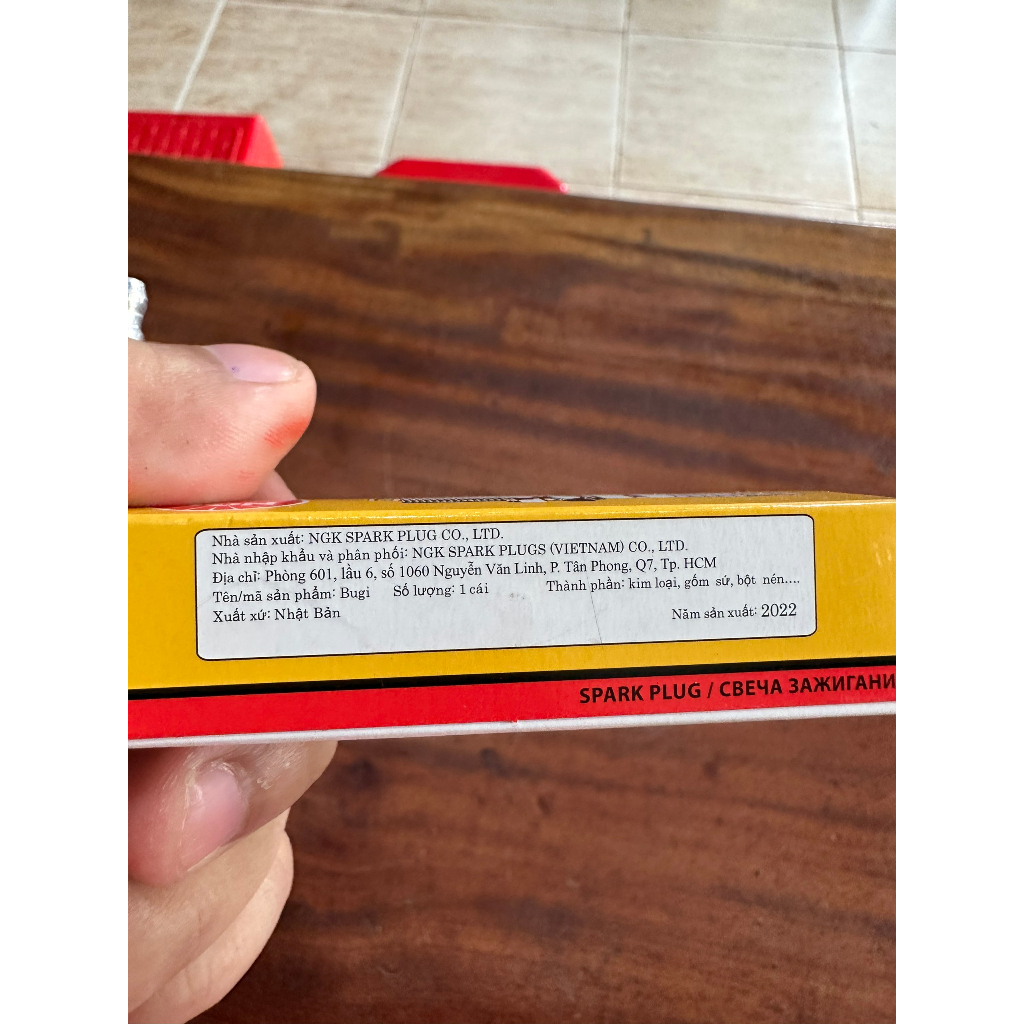 Nhà sản xuất: NGK SPARK PLUG CO., LTD.
Nhà nhập khẩu và phân phối: NGK SPARK PLUGS (VIETNAM) CO., LTD.
Địa chỉ: Phòng 601, lầu 6, số 1060 Nguyễn Văn Linh, P. Tân Phong, Q7, Tp. HCM
Tên/mã sản phẩm: Bugi Số lượng: 1 cái Thành phần: kim loại, gốm sứ, bột nén....
Xuất xứ: Nhật Bản Năm sản xuất: 2022
SPARK PLUG / СВЕЧА ЗАЖИГАНИ